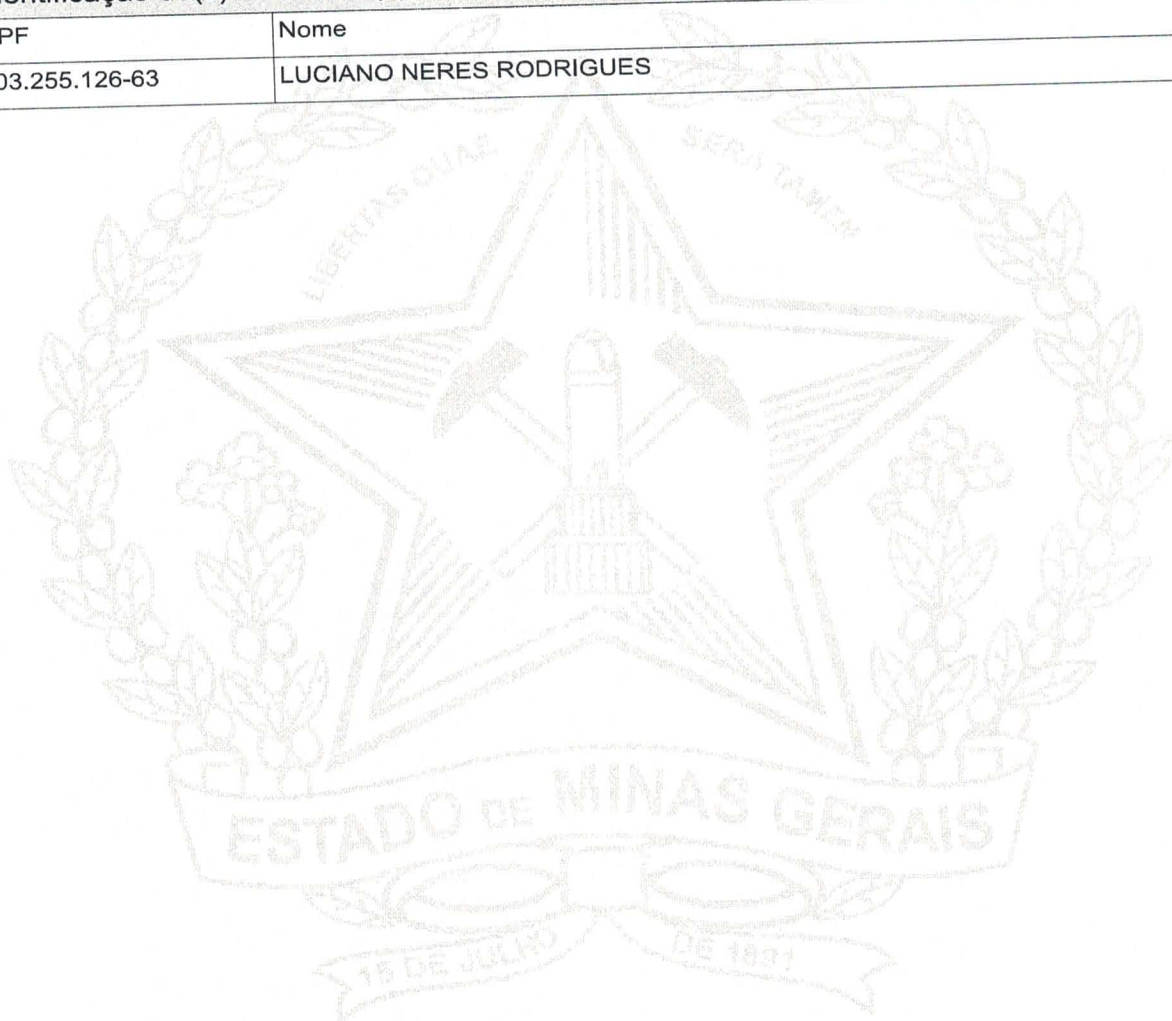 PF Nome
03.255.126-63 LUCIANO NERES RODRIGUES
LIBERTAS QUAE SERA TAMEN
ESTADO DE MINAS GERAIS
15 DE JULHO DE 1891